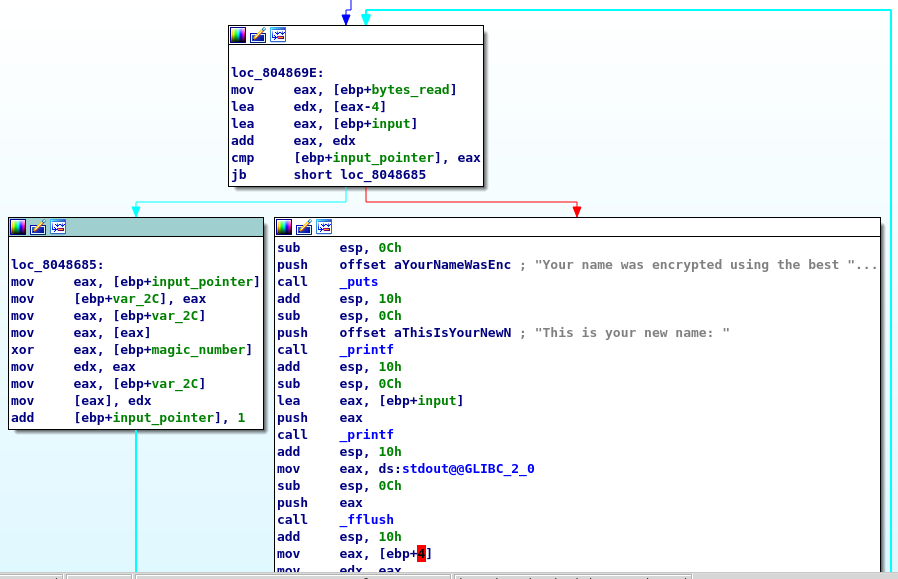 loc_804869E:
mov eax, [ebp+bytes_read]
lea edx, [eax-4]
lea eax, [ebp+input]
add eax, edx
cmp [ebp+input_pointer], eax
jb short loc_8048685
loc_8048685:
mov eax, [ebp+input_pointer]
mov [ebp+var_2C], eax
mov eax, [ebp+var_2C]
mov eax, [eax]
xor eax, [ebp+magic_number]
mov edx, eax
mov eax, [ebp+var_2C]
mov [eax], edx
add [ebp+input_pointer], 1
sub esp, 0Ch
push offset aYourNameWasEnc ; "Your name was encrypted using the best "...
call _puts
add esp, 10h
sub esp, 0Ch
push offset aThisIsYourNewN ; "This is your new name: "
call _printf
add esp, 10h
sub esp, 0Ch
lea eax, [ebp+input]
push eax
call _printf
add esp, 10h
mov eax, ds:stdout@@GLIBC_2_0
sub esp, 0Ch
push eax
call _fflush
add esp, 10h
mov eax, [ebp+4]
mov edx, eax